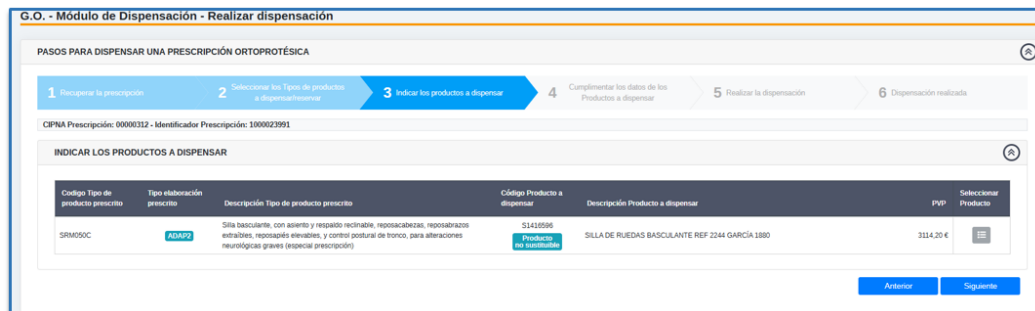 G.O. - Módulo de Dispensación - Realizar dispensación
PASOS PARA DISPENSAR UNA PRESCRIPCIÓN ORTOPROTÉSICA
1 Recuperar la prescripción
2 Seleccionar los Tipos de productos
a dispensar/reservar
3 Indicar los productos a dispensar
4 Cumplimentar los datos de los
Productos a dispensar
5 Realizar la dispensación
6 Dispensación realizada
CIPNA Prescripción: 00000312 - Identificador Prescripción: 1000023991
INDICAR LOS PRODUCTOS A DISPENSAR
Codigo Tipo de
producto prescrito
Tipo elaboración
prescrito
Descripción Tipo de producto prescrito
Código Producto a
dispensar
Descripción Producto a dispensar
PVP
Seleccionar
Producto
SRM050C
ADAP2
Silla basculante, con asiento y respaldo reclinable, reposacabezas, reposabrazos
extraíbles, reposapiés elevables, y control postural de tronco, para alteraciones
neurológicas graves (especial prescripción)
S1416596
Producto
no sustituible
SILLA DE RUEDAS BASCULANTE REF 2244 GARCÍA 1880
3114,20 €
Anterior
Siguiente